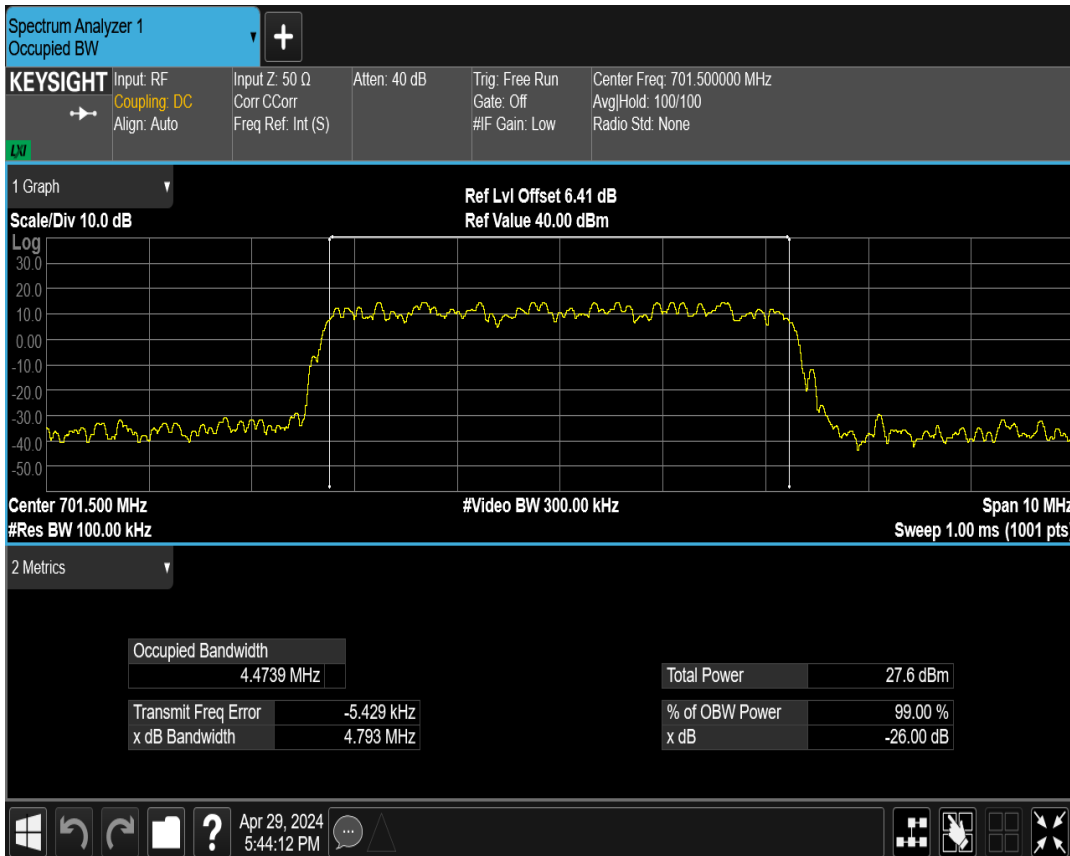 Spectrum Analyzer 1
Occupied BW
KEYSIGHT
LXI
Input: RF
Coupling: DC
Align: Auto
Input Z: 50 Ω
Corr CCorr
Freq Ref: Int (S)
Atten: 40 dB
Trig: Free Run
Gate: Off
#IF Gain: Low
Center Freq: 701.500000 MHz
Avg|Hold: 100/100
Radio Std: None
1 Graph
Scale/Div 10.0 dB
Ref Lvl Offset 6.41 dB
Ref Value 40.00 dBm
Log
30.0
20.0
10.0
0.00
-10.0
-20.0
-30.0
-40.0
-50.0
Center 701.500 MHz
#Video BW 300.00 kHz
Span 10 MHz
#Res BW 100.00 kHz
Sweep 1.00 ms (1001 pts)
2 Metrics
Occupied Bandwidth
4.4739 MHz
Total Power 27.6 dBm
Transmit Freq Error -5.429 kHz
% of OBW Power 99.00 %
x dB Bandwidth 4.793 MHz
x dB -26.00 dB
Apr 29, 2024
5:44:12 PM